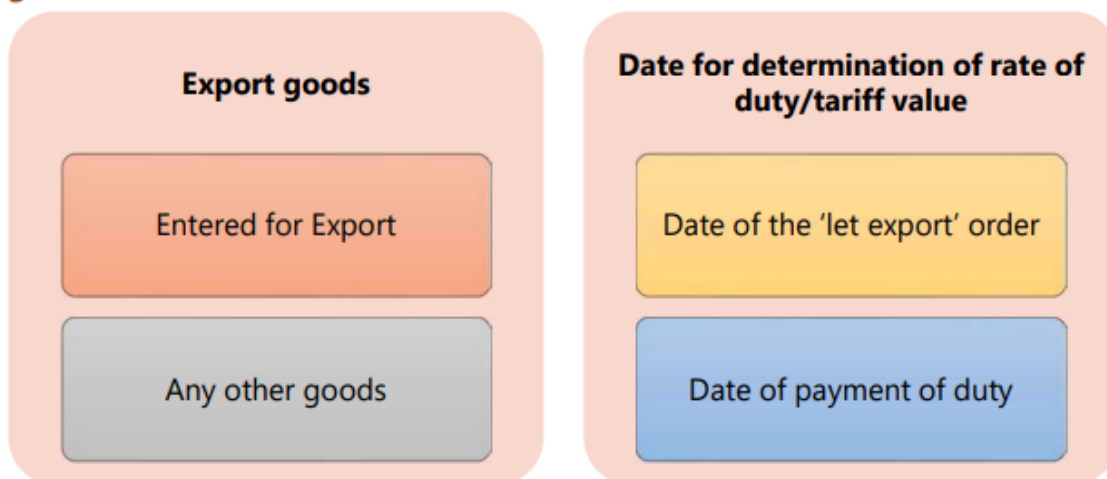 Export goods
Entered for Export
Any other goods
Date for determination of rate of
duty/tariff value
Date of the ‘let export’ order
Date of payment of duty